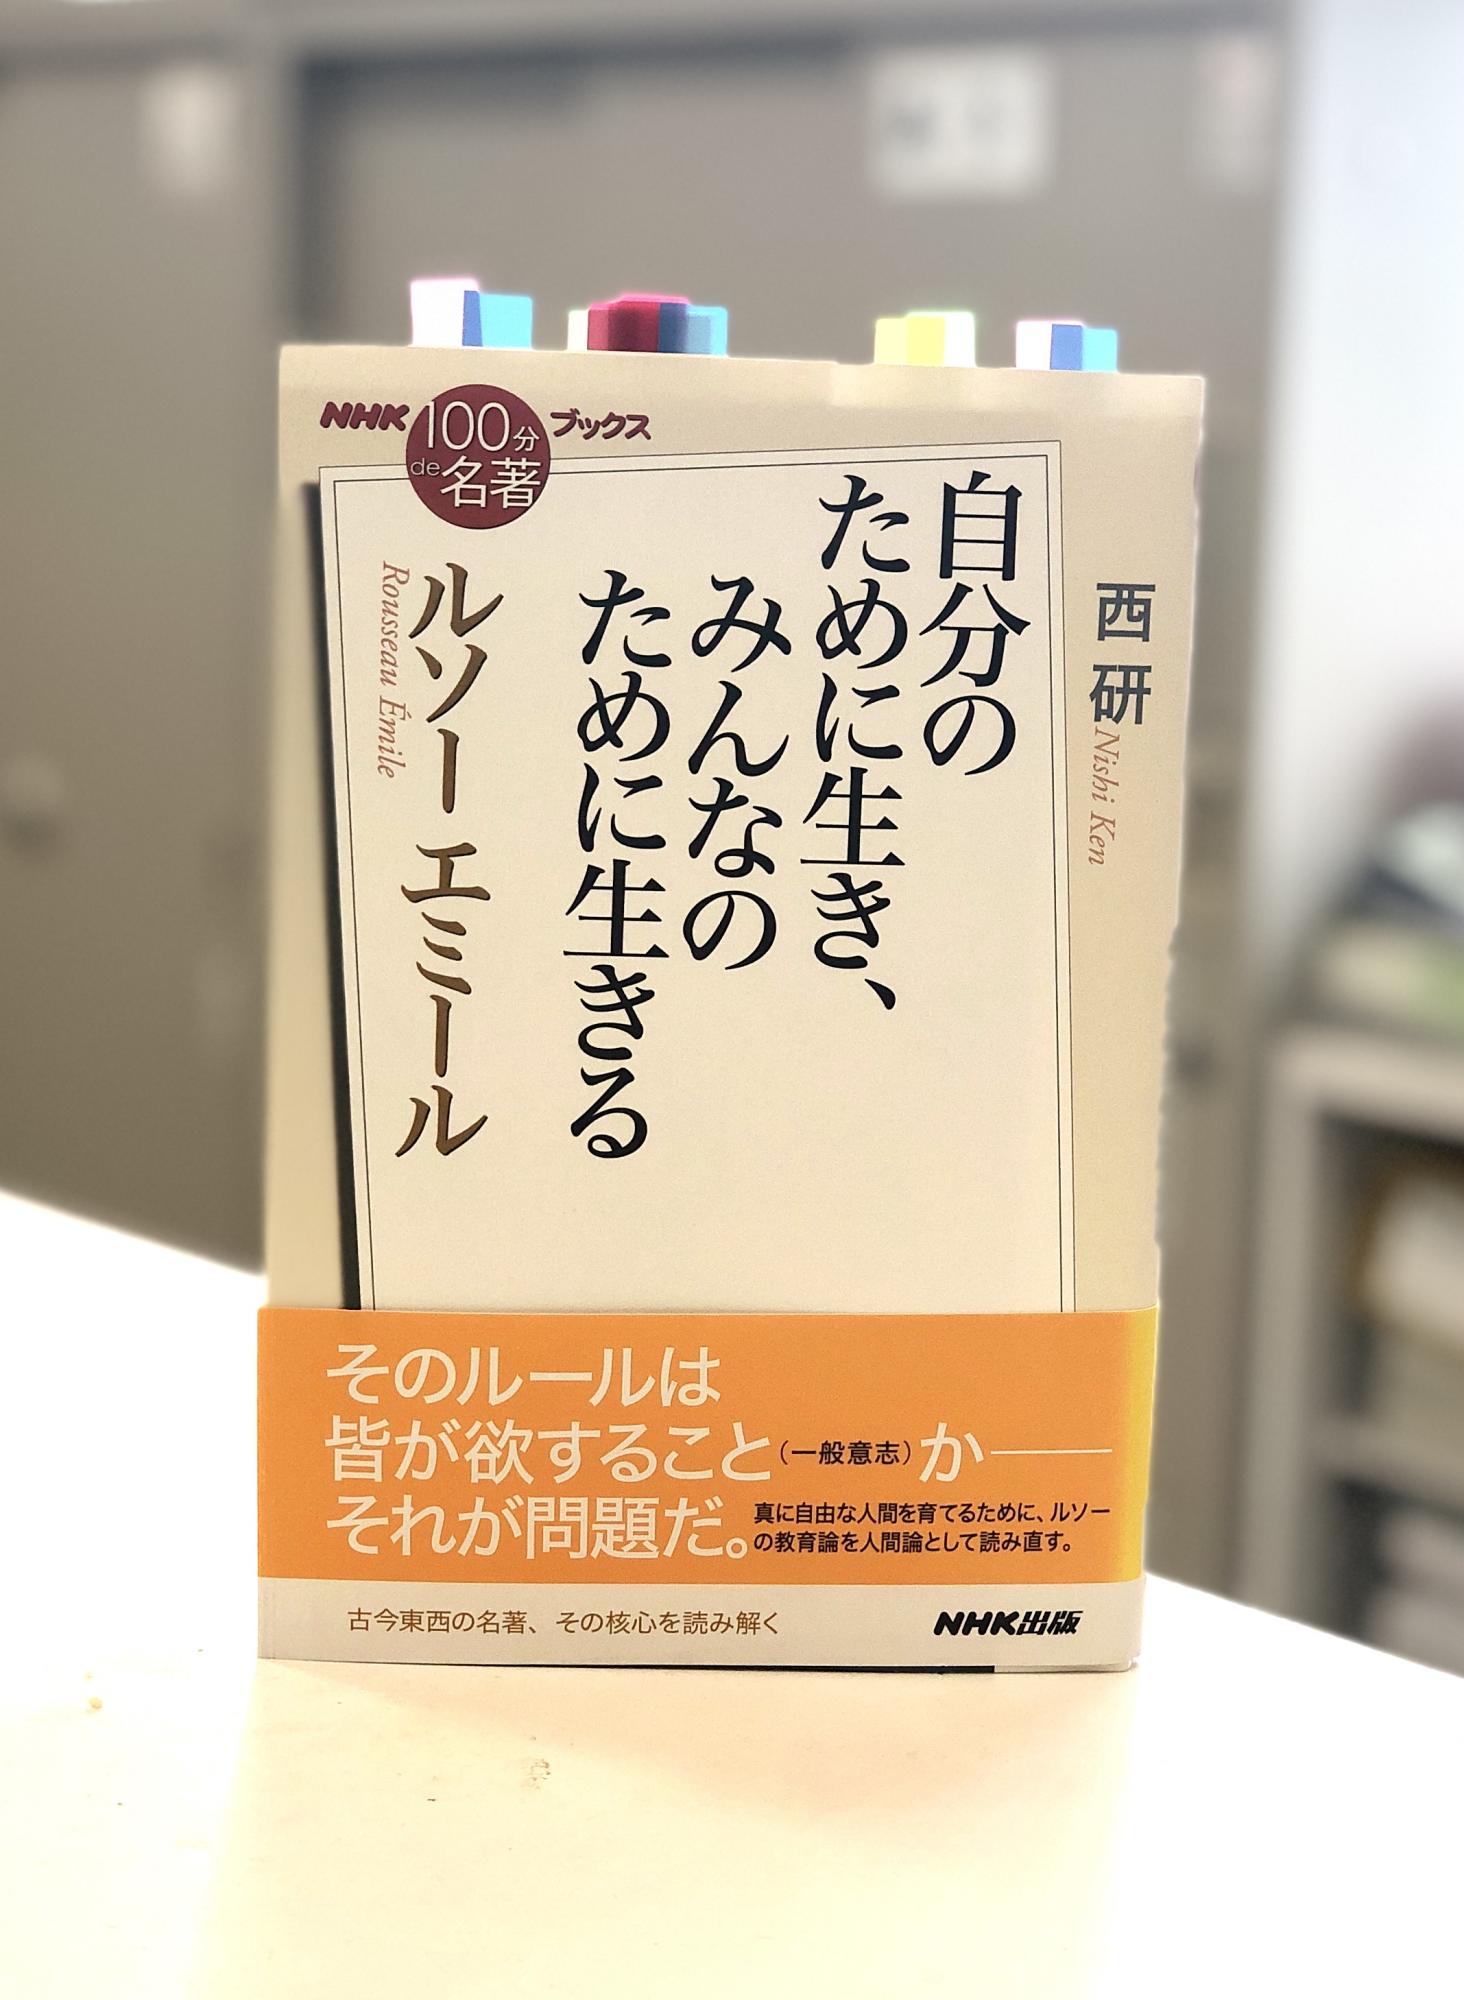 NHK 100分 de 名著 ブックス
西 研
Nishi Ken
自分の
ために生き、
みんなの
ために生きる
ルソー エミール
Rousseau Émile
そのルールは
皆が欲すること（一般意志）か――
それが問題だ。
真に自由な人間を育てるために、ルソー
の教育論を人間論として読み直す。
古今東西の名著、その核心を読み解く
NHK出版